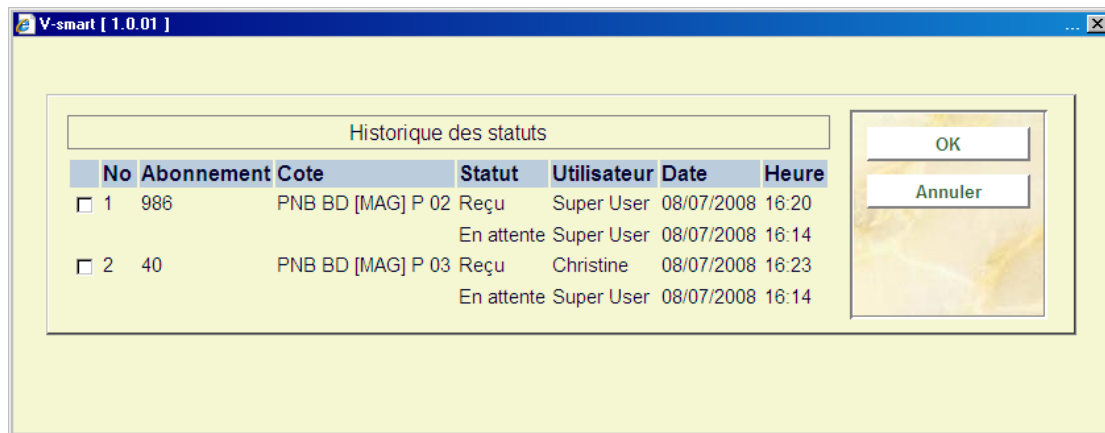 V-smart [ 1.0.01 ]
...
Historique des statuts
No Abonnement Cote Statut Utilisateur Date Heure
1 986 PNB BD [MAG] P 02 Reçu Super User 08/07/2008 16:20
En attente Super User 08/07/2008 16:14
2 40 PNB BD [MAG] P 03 Reçu Christine 08/07/2008 16:23
En attente Super User 08/07/2008 16:14
OK
Annuler